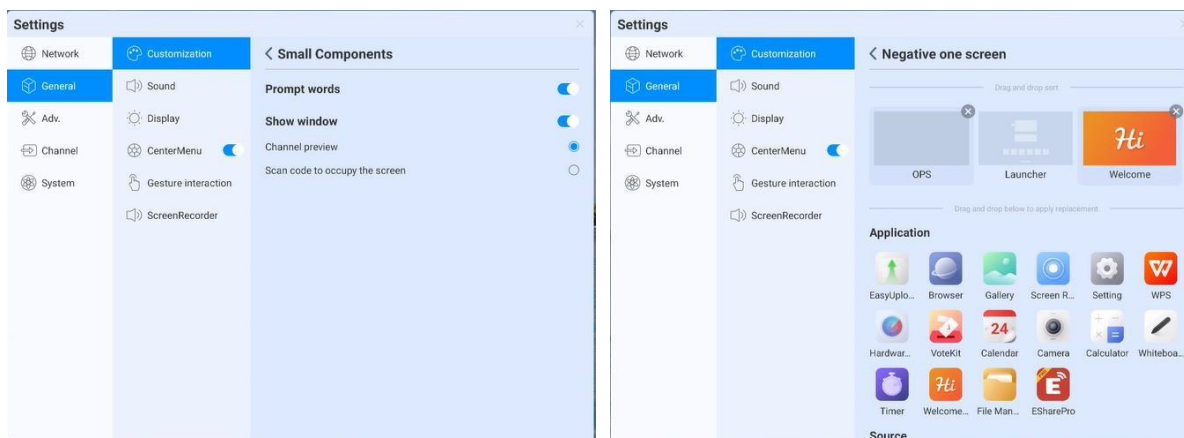 Settings
Network
General
Adv.
Channel
System
Customization
Sound
Display
CenterMenu
Gesture interaction
ScreenRecorder
Small Components
Prompt words
Show window
Channel preview
Scan code to occupy the screen
Settings
Network
General
Adv.
Channel
System
Customization
Sound
Display
CenterMenu
Gesture interaction
ScreenRecorder
Negative one screen
Drag and drop sort
Hi
OPS Launcher Welcome
Drag and drop below to apply replacement
Application
EasyUplo... Browser Gallery Screen R... Setting WPS
24
Hardwar... VoteKit Calendar Camera Calculator Whiteboa...
Hi
Timer Welcome... File Man... ESharePro
Source